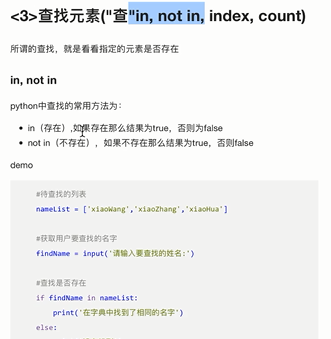 <3>查找元素("查"in, not in, index, count)
所谓的查找，就是看看指定的元素是否存在
in, not in
python中查找的常用方法为：
in（存在）,如果存在那么结果为true，否则为false
not in（不存在），如果不存在那么结果为true，否则false
demo
#待查找的列表
nameList = ['xiaoWang','xiaoZhang','xiaoHua']
#获取用户要查找的名字
findName = input('请输入要查找的姓名:')
#查找是否存在
if findName in nameList:
print('在字典中找到了相同的名字')
else: